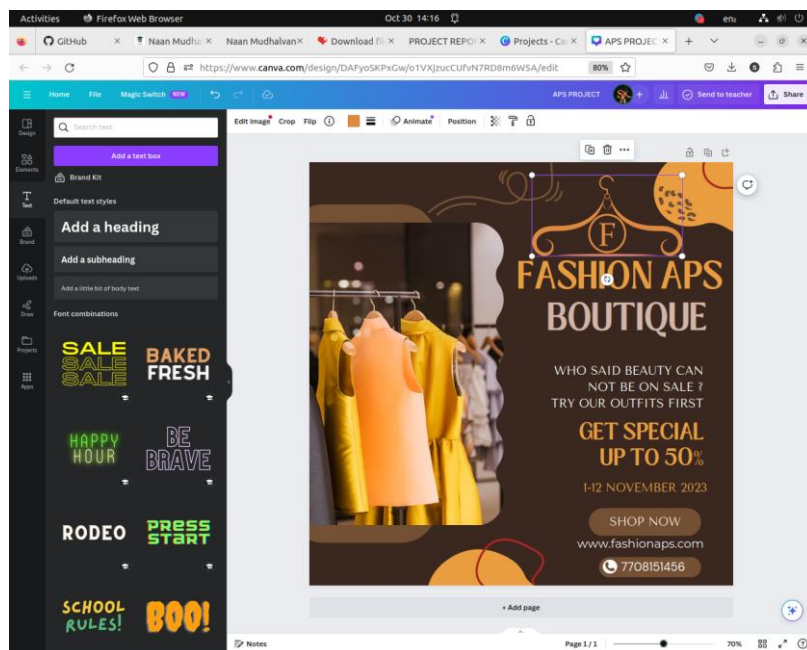 Activities Firefox Web Browser Oct 30 14:16 en₁
GitHub × Naan Mudha × Naan Mudhalvan × Download fi × PROJECT REPO × Projects - Ca × APS PROJEC × + 
https://www.canva.com/design/DAFyoSKPxGw/o1VXjzucCUfvN7RD8m6W5A/edit 80%
Home File Magic Switch NEW APS PROJECT + Send to teacher Share
Design
Elements
Text
Brand
Uploads
Draw
Projects
Apps
Search text
Add a text box
Brand Kit
Default text styles
Add a heading
Add a subheading
Add a little bit of body text
Font combinations
SALE
SALE
SALE
BAKED
FRESH
HAPPY
HOUR
BE
BRAVE
RODEO
PRESS
START
SCHOOL
RULES!
BOO!
Edit image Crop Flip Animate Position
F
FASHION APS
BOUTIQUE
WHO SAID BEAUTY CAN
NOT BE ON SALE ?
TRY OUR OUTFITS FIRST
GET SPECIAL
UP TO 50%
1-12 NOVEMBER 2023
SHOP NOW
www.fashionaps.com
7708151456
+ Add page
Notes Page 1 / 1 70%